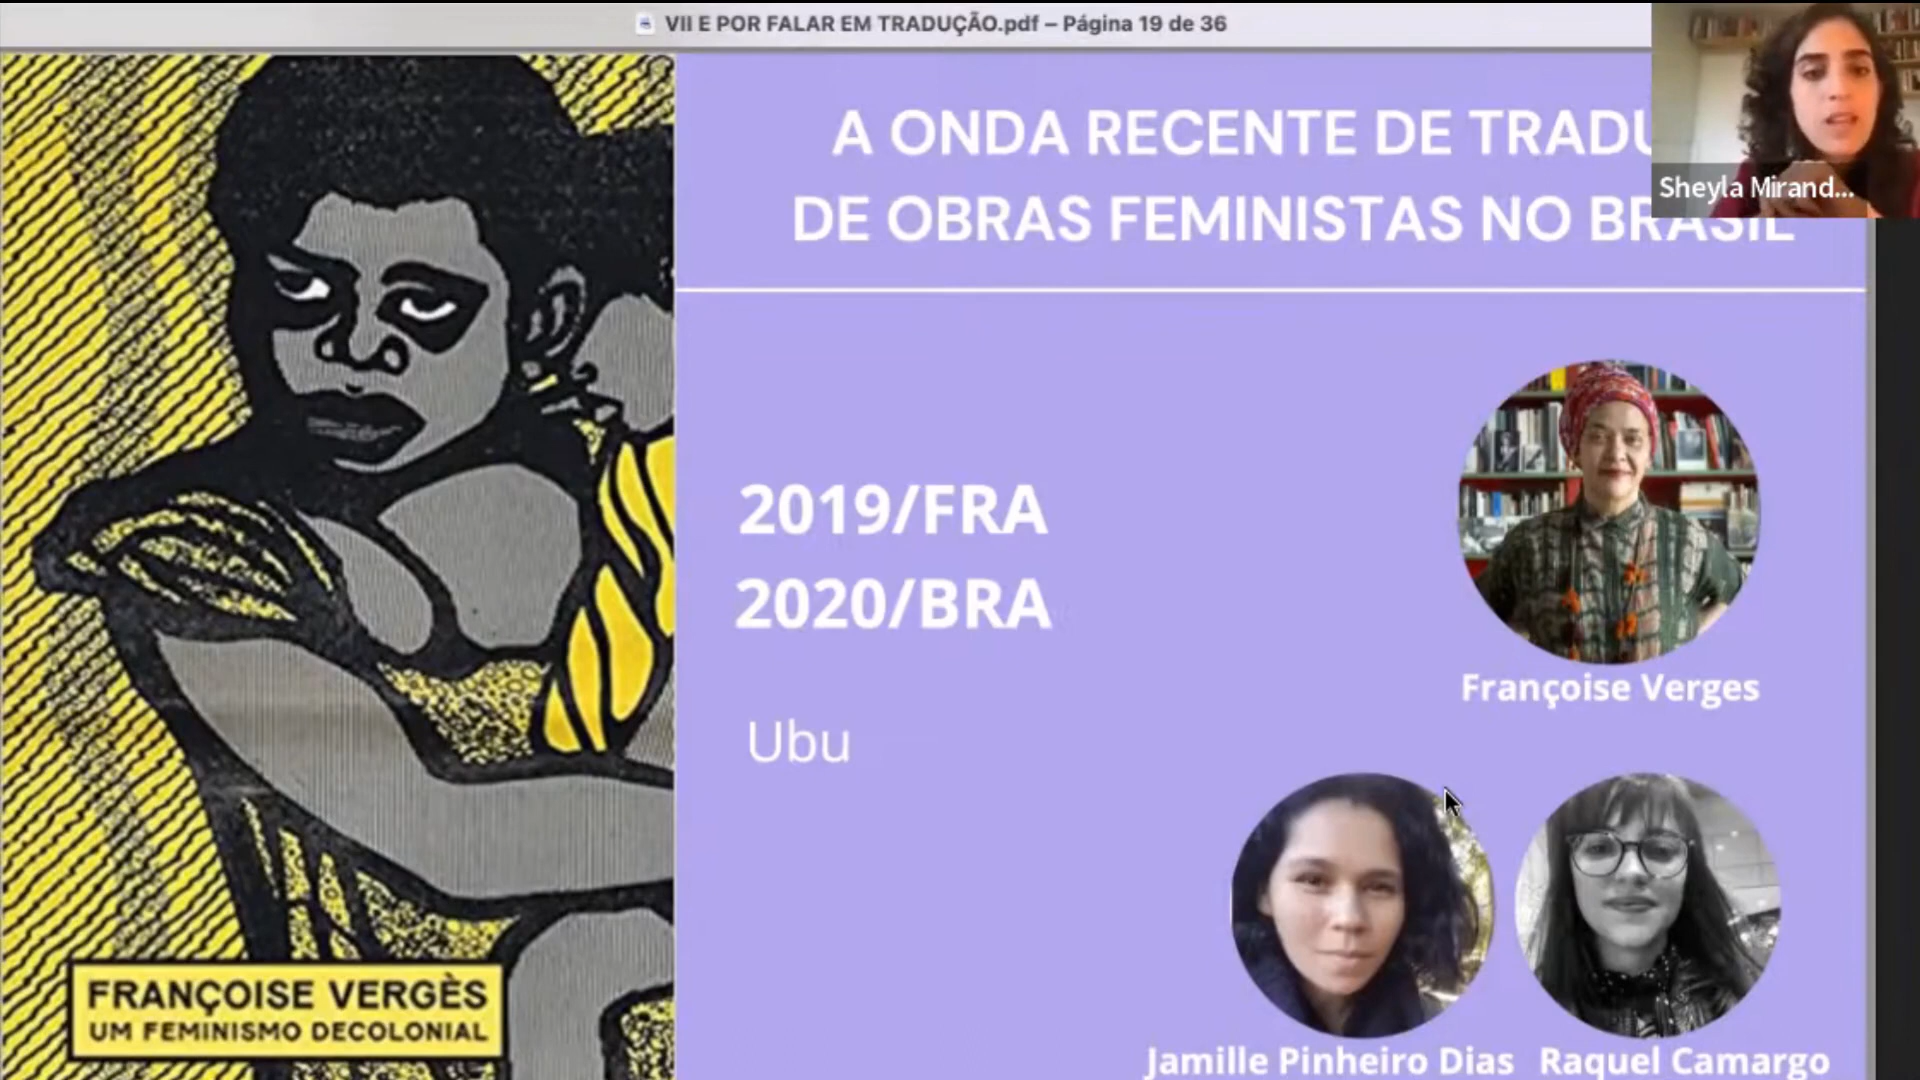 VII E POR FALAR EM TRADUÇÃO.pdf – Página 19 de 36
Sheyla Mirand...
A ONDA RECENTE DE TRADU
DE OBRAS FEMINISTAS NO BRASIL
2019/FRA
2020/BRA
Ubu
Françoise Verges
Jamille Pinheiro Dias
Raquel Camargo
FRANÇOISE VERGÈS
UM FEMINISMO DECOLONIAL